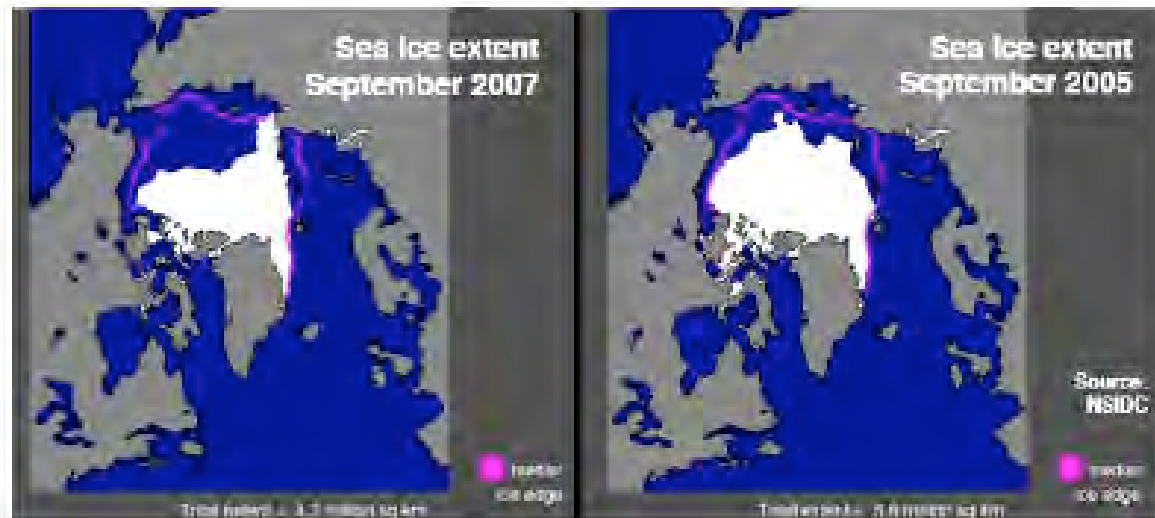 Sea Ice extent
September 2007
median
ice edge
Sea Ice extent
September 2005
Source:
NSIDC
median
ice edge